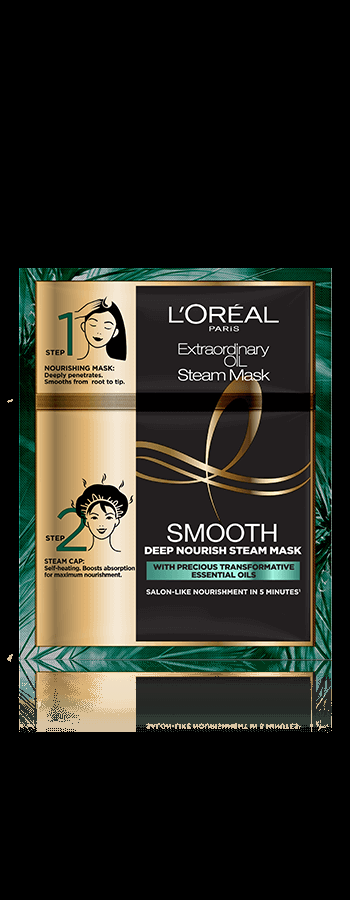 STEP 1
NOURISHING MASK:
Deeply penetrates.
Smooths from root to tip.
STEP 2
STEAM CAP:
Self-heating. Boosts absorption
for maximum nourishment.
L'ORÉAL
PARIS
Extraordinary
OIL
Steam Mask
SMOOTH
DEEP NOURISH STEAM MASK
WITH PRECIOUS TRANSFORMATIVE
ESSENTIAL OILS
SALON-LIKE NOURISHMENT IN 5 MINUTES¹